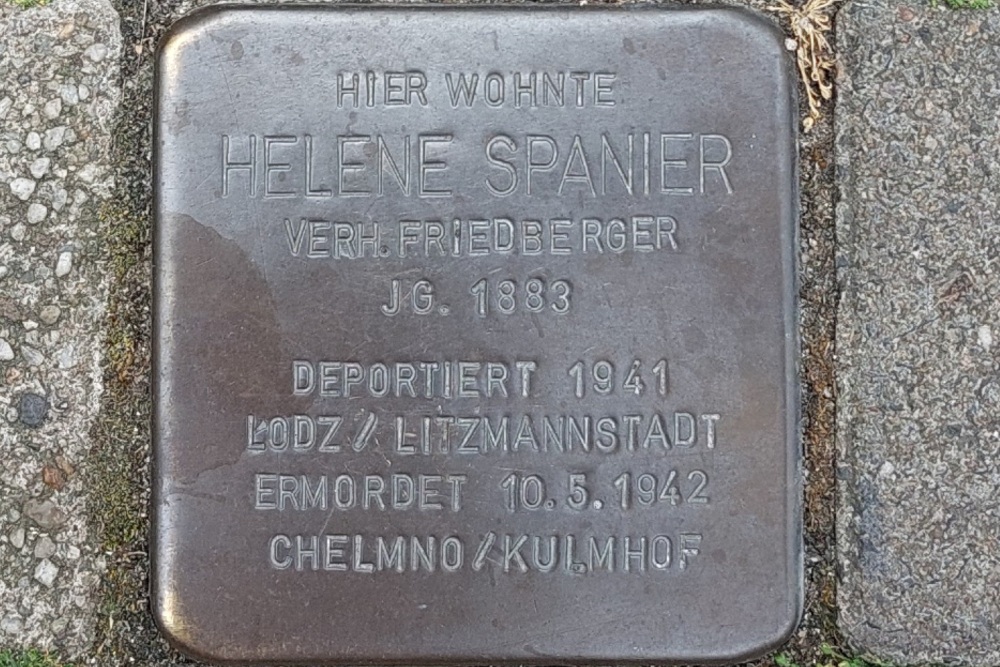 HIER WOHNTE
HELENE SPANIER
VERH. FRIEDBERGER
JG. 1883
DEPORTIERT 1941
ŁODZ / LITZMANNSTADT
ERMORDET 10.5.1942
CHELMNO/KULMHOF